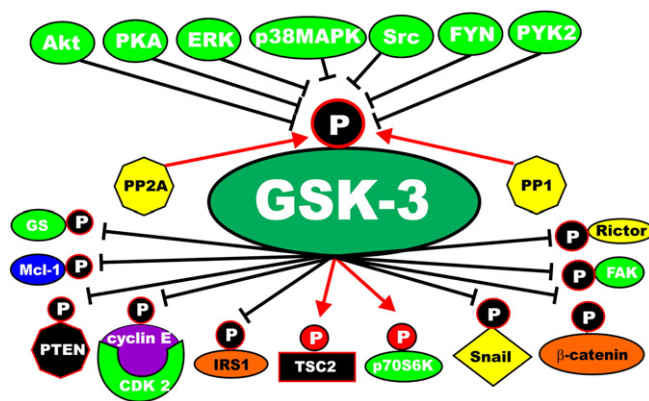 Akt
PKA
ERK
p38MAPK
Src
FYN
PYK2
P
PP2A
PP1
GSK-3
GS
P
P
Rictor
Mcl-1
P
P
FAK
P
P
P
P
P
P
P
PTEN
cyclin E
CDK 2
IRS1
TSC2
p70S6K
Snail
β-catenin